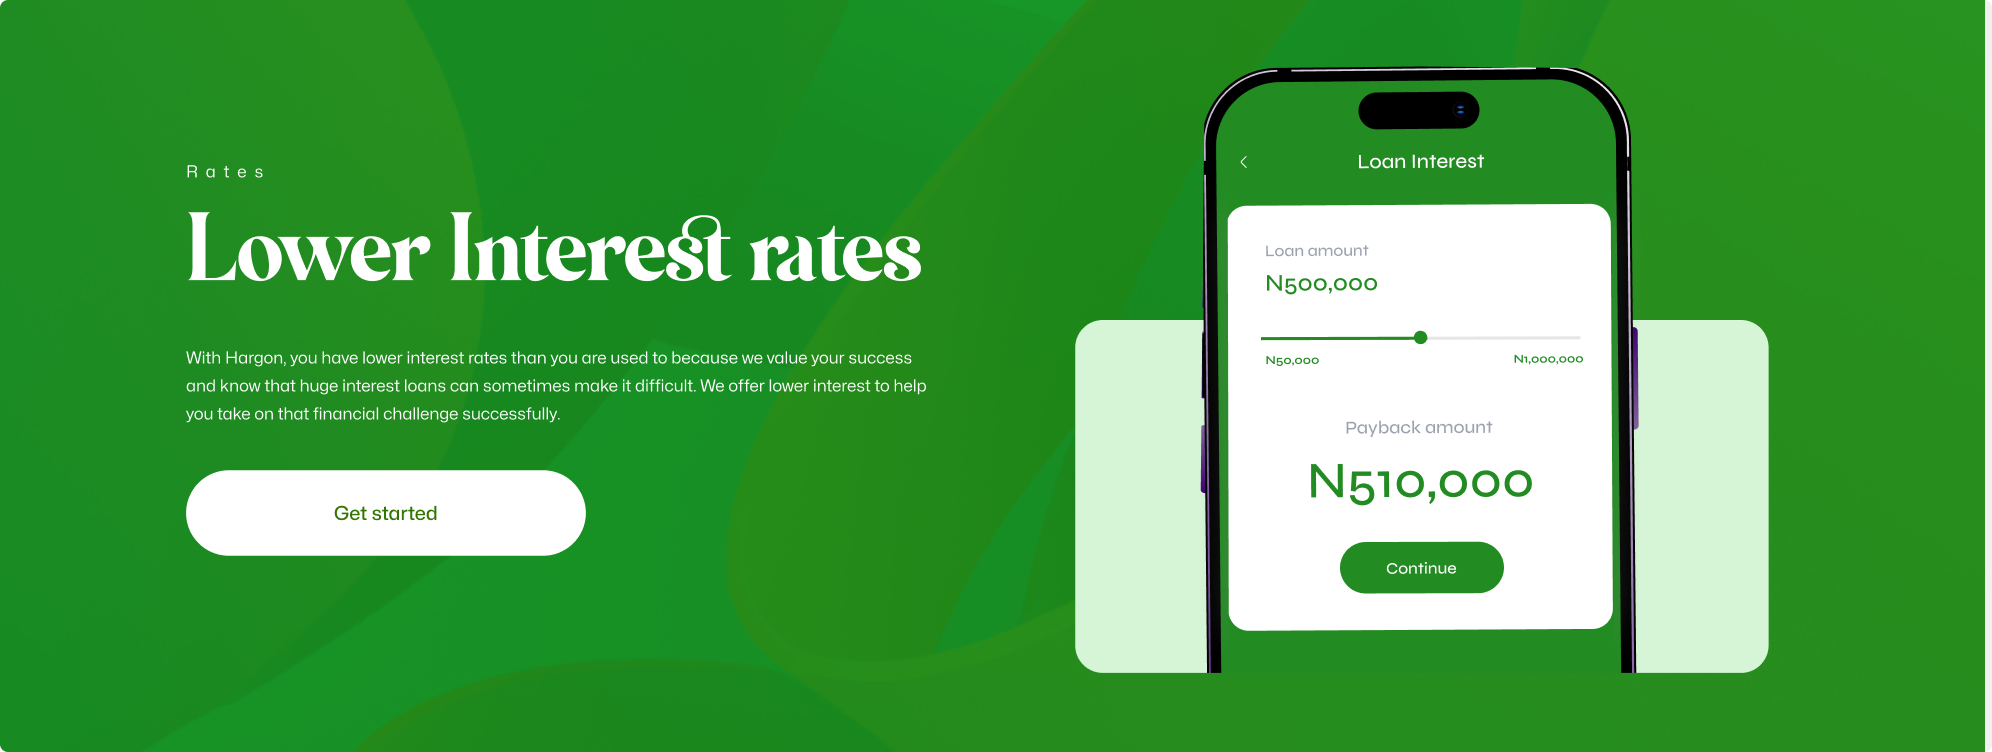 Rates
Lower Interest rates
With Hargon, you have lower interest rates than you are used to because we value your success
and know that huge interest loans can sometimes make it difficult. We offer lower interest to help
you take on that financial challenge successfully.
Get started
Loan Interest
Loan amount
N500,000
N50,000 N1,000,000
Payback amount
N510,000
Continue